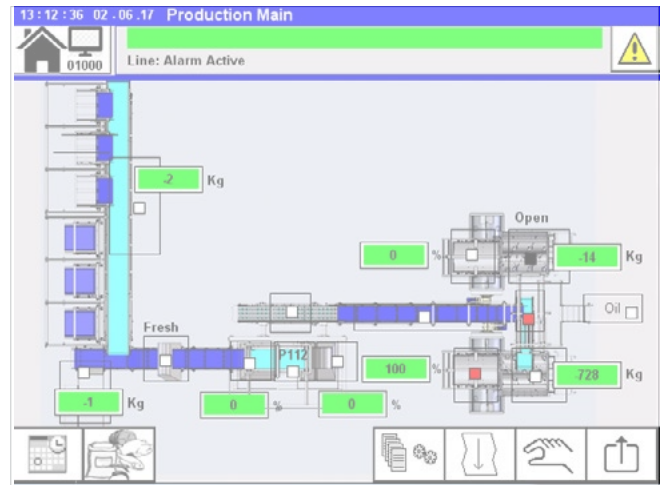 13:12:36 02.06.17 Production Main
01000
Line: Alarm Active
-2 Kg
Open
0 % -14 Kg
Oil
Fresh
P112
100 % -728 Kg
-1 Kg 0 % 0 %